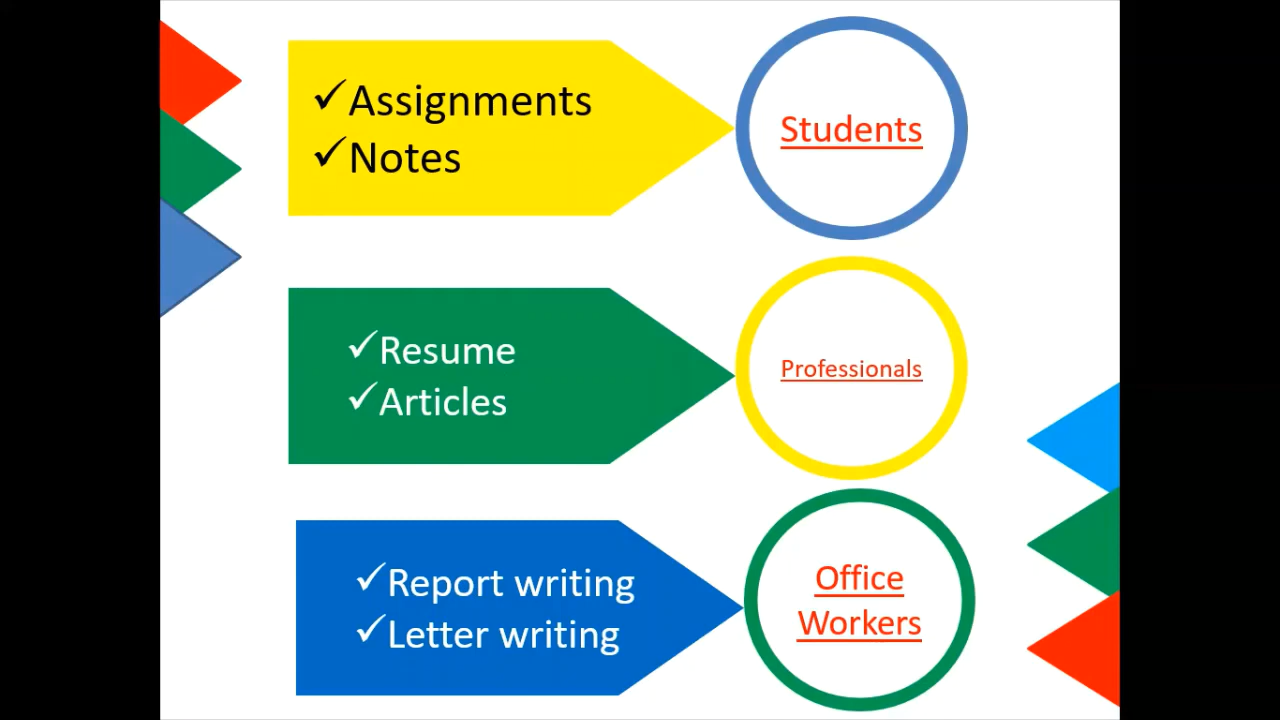 ✓Assignments
✓Notes
Students
✓Resume
✓Articles
Professionals
✓Report writing
✓Letter writing
Office
Workers